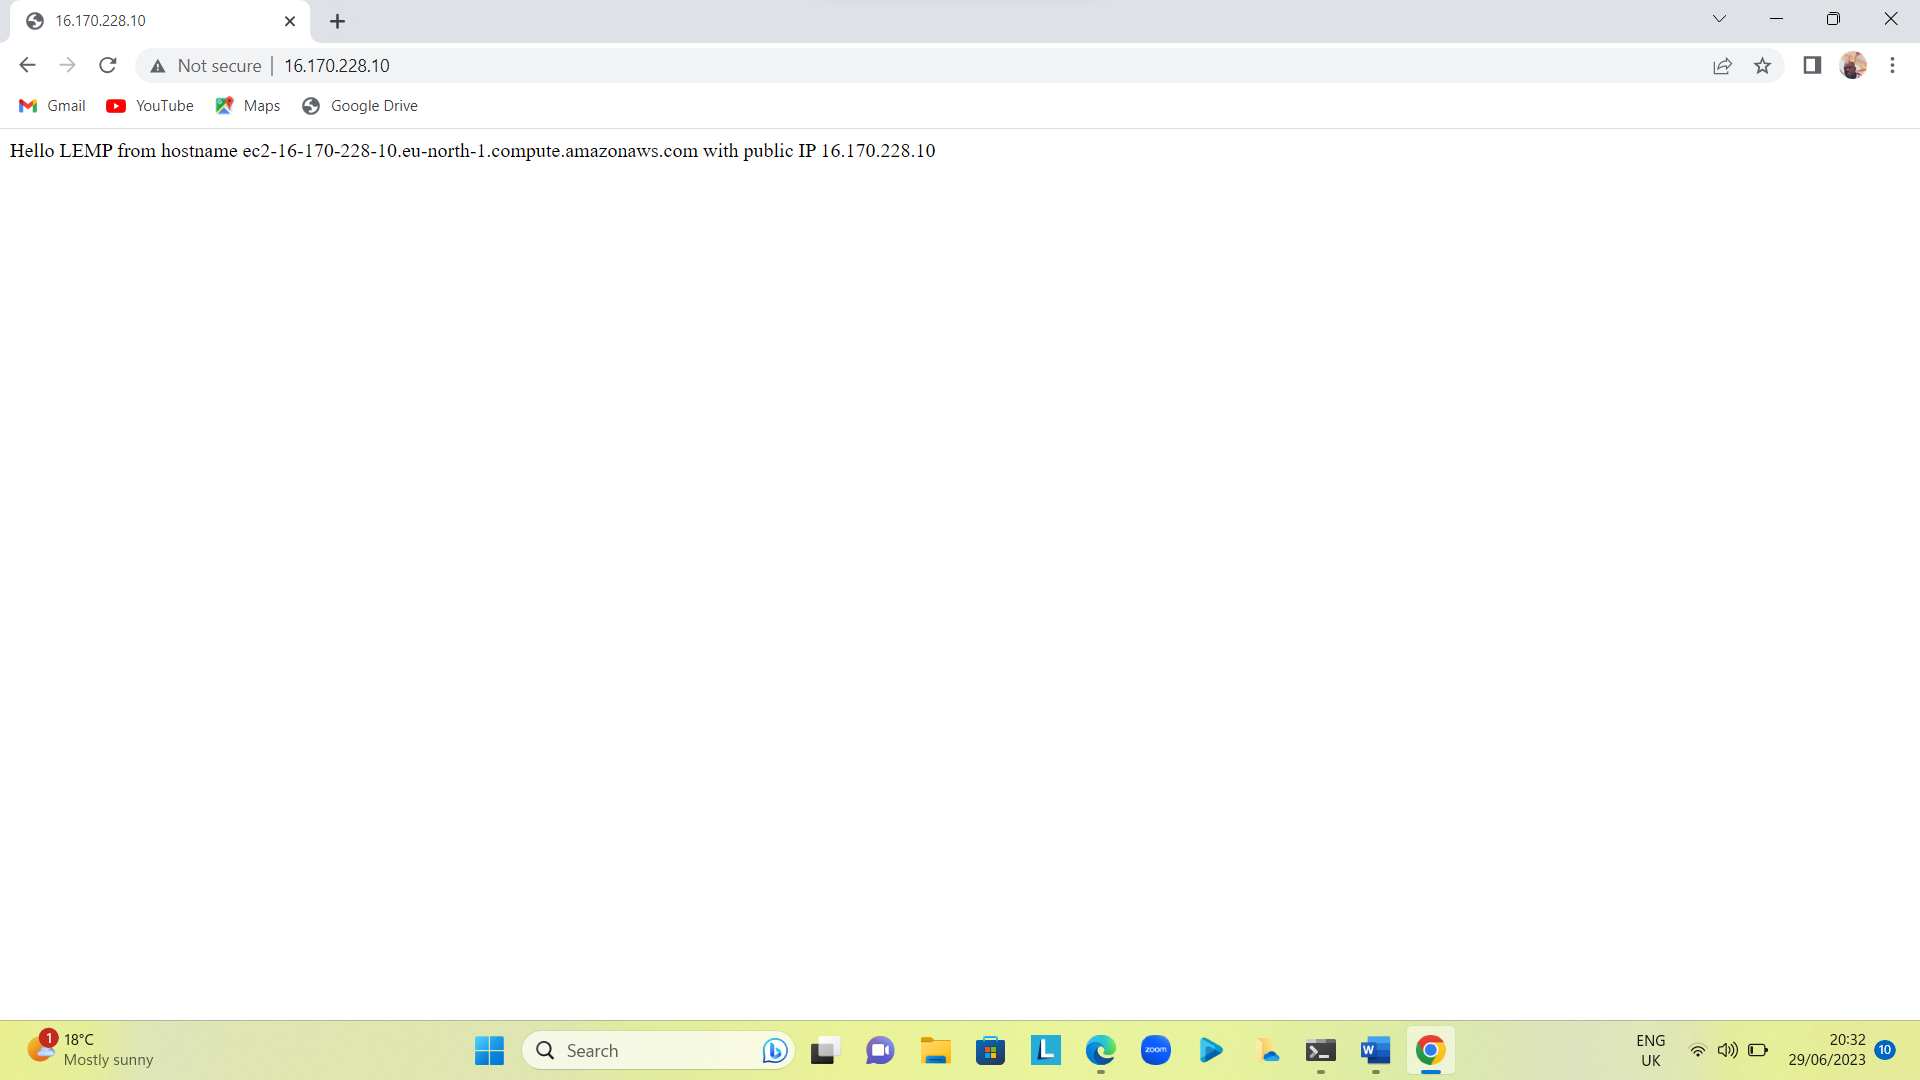 16.170.228.10
Not secure
16.170.228.10
Gmail
YouTube
Maps
Google Drive
Hello LEMP from hostname ec2-16-170-228-10.eu-north-1.compute.amazonaws.com with public IP 16.170.228.10
1
18°C
Mostly sunny
Search
L
zoom
W
ENG
UK
20:32
29/06/2023
10